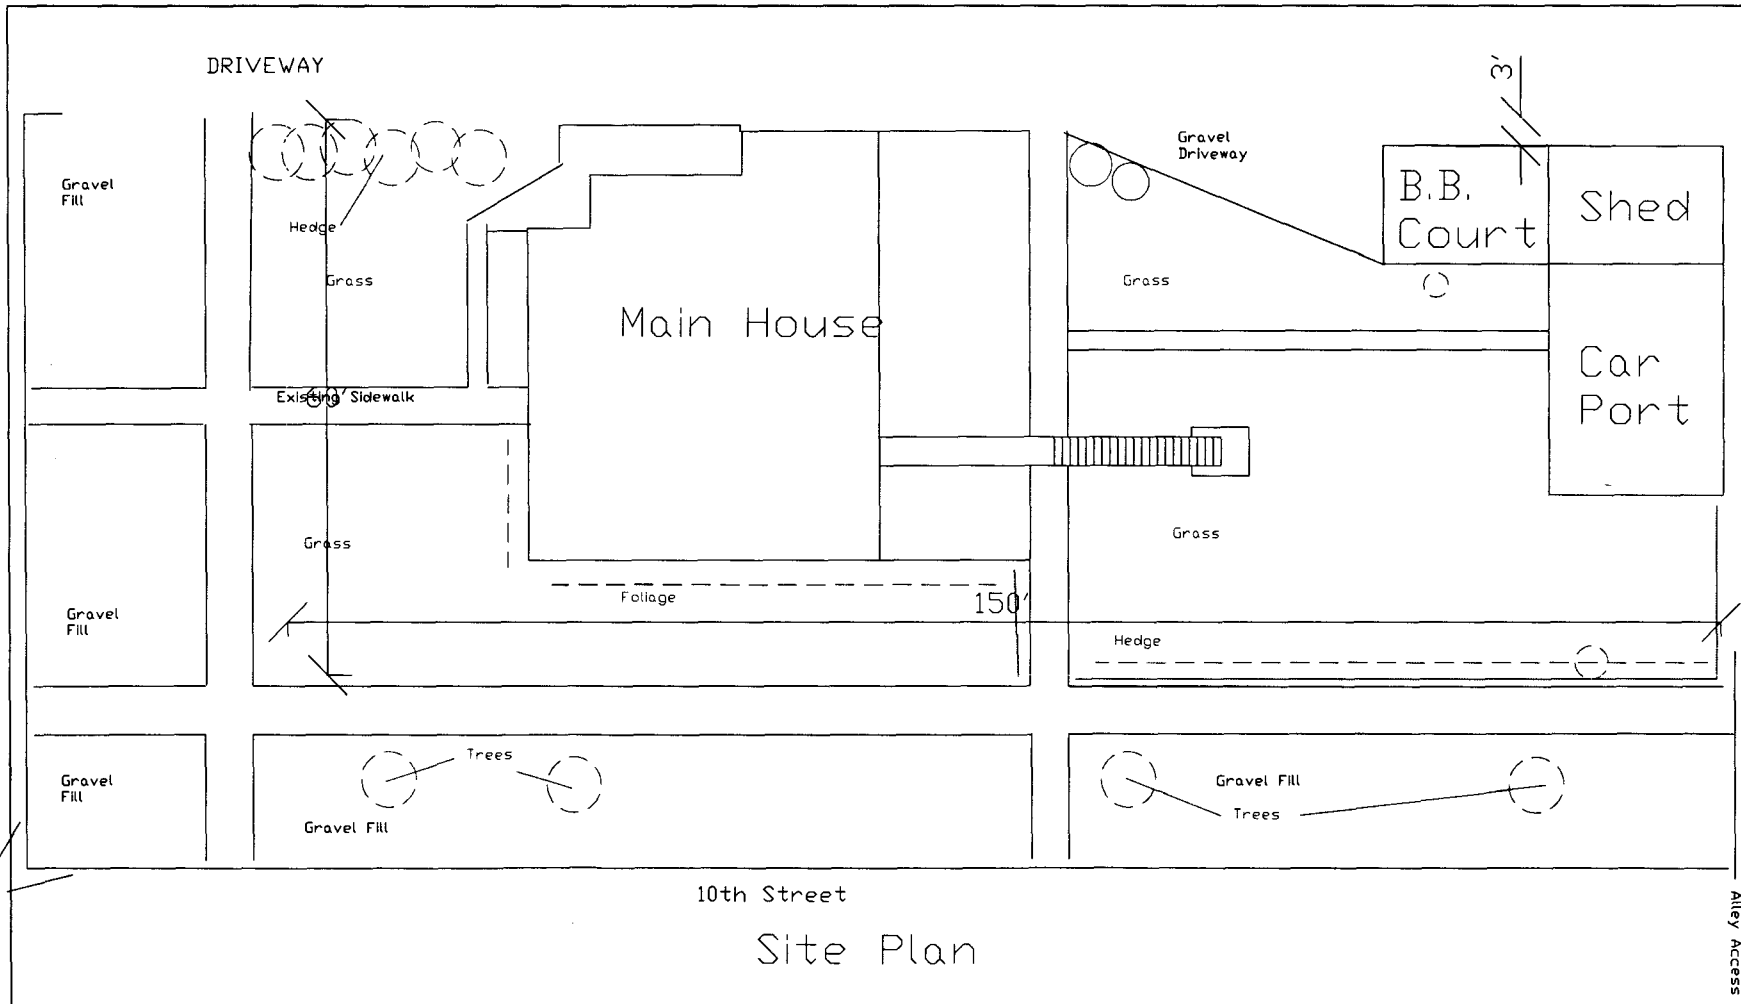 DRIVEWAY
3'
Gravel
Driveway
Gravel
Fill
B.B.
Court
Shed
Hedge
Grass
Grass
Main House
Car
Port
Existing Sidewalk
60'
Grass
Grass
Foliage
150'
Gravel
Fill
Hedge
Trees
Gravel
Fill
Gravel Fill
Trees
Gravel Fill
10th Street
Alley Access
Site Plan